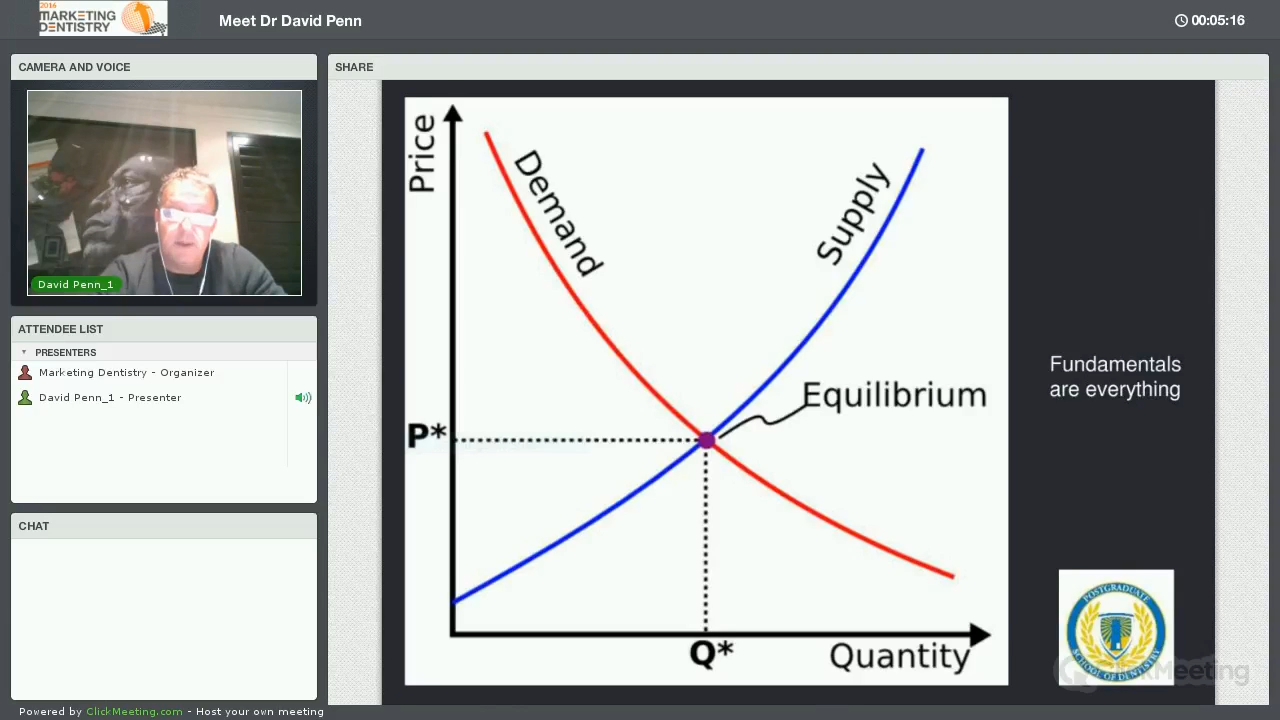 2016
MARKETING
DENTISTRY
Meet Dr David Penn
00:05:16
CAMERA AND VOICE
David Penn_1
ATTENDEE LIST
PRESENTERS
Marketing Dentistry - Organizer
David Penn_1 - Presenter
CHAT
Powered by ClickMeeting.com - Host your own meeting
SHARE
Price
Demand
Supply
Equilibrium
P*
Q*
Quantity
Fundamentals
are everything
POSTGRADUATE
SCHOOL OF DENTISTRY